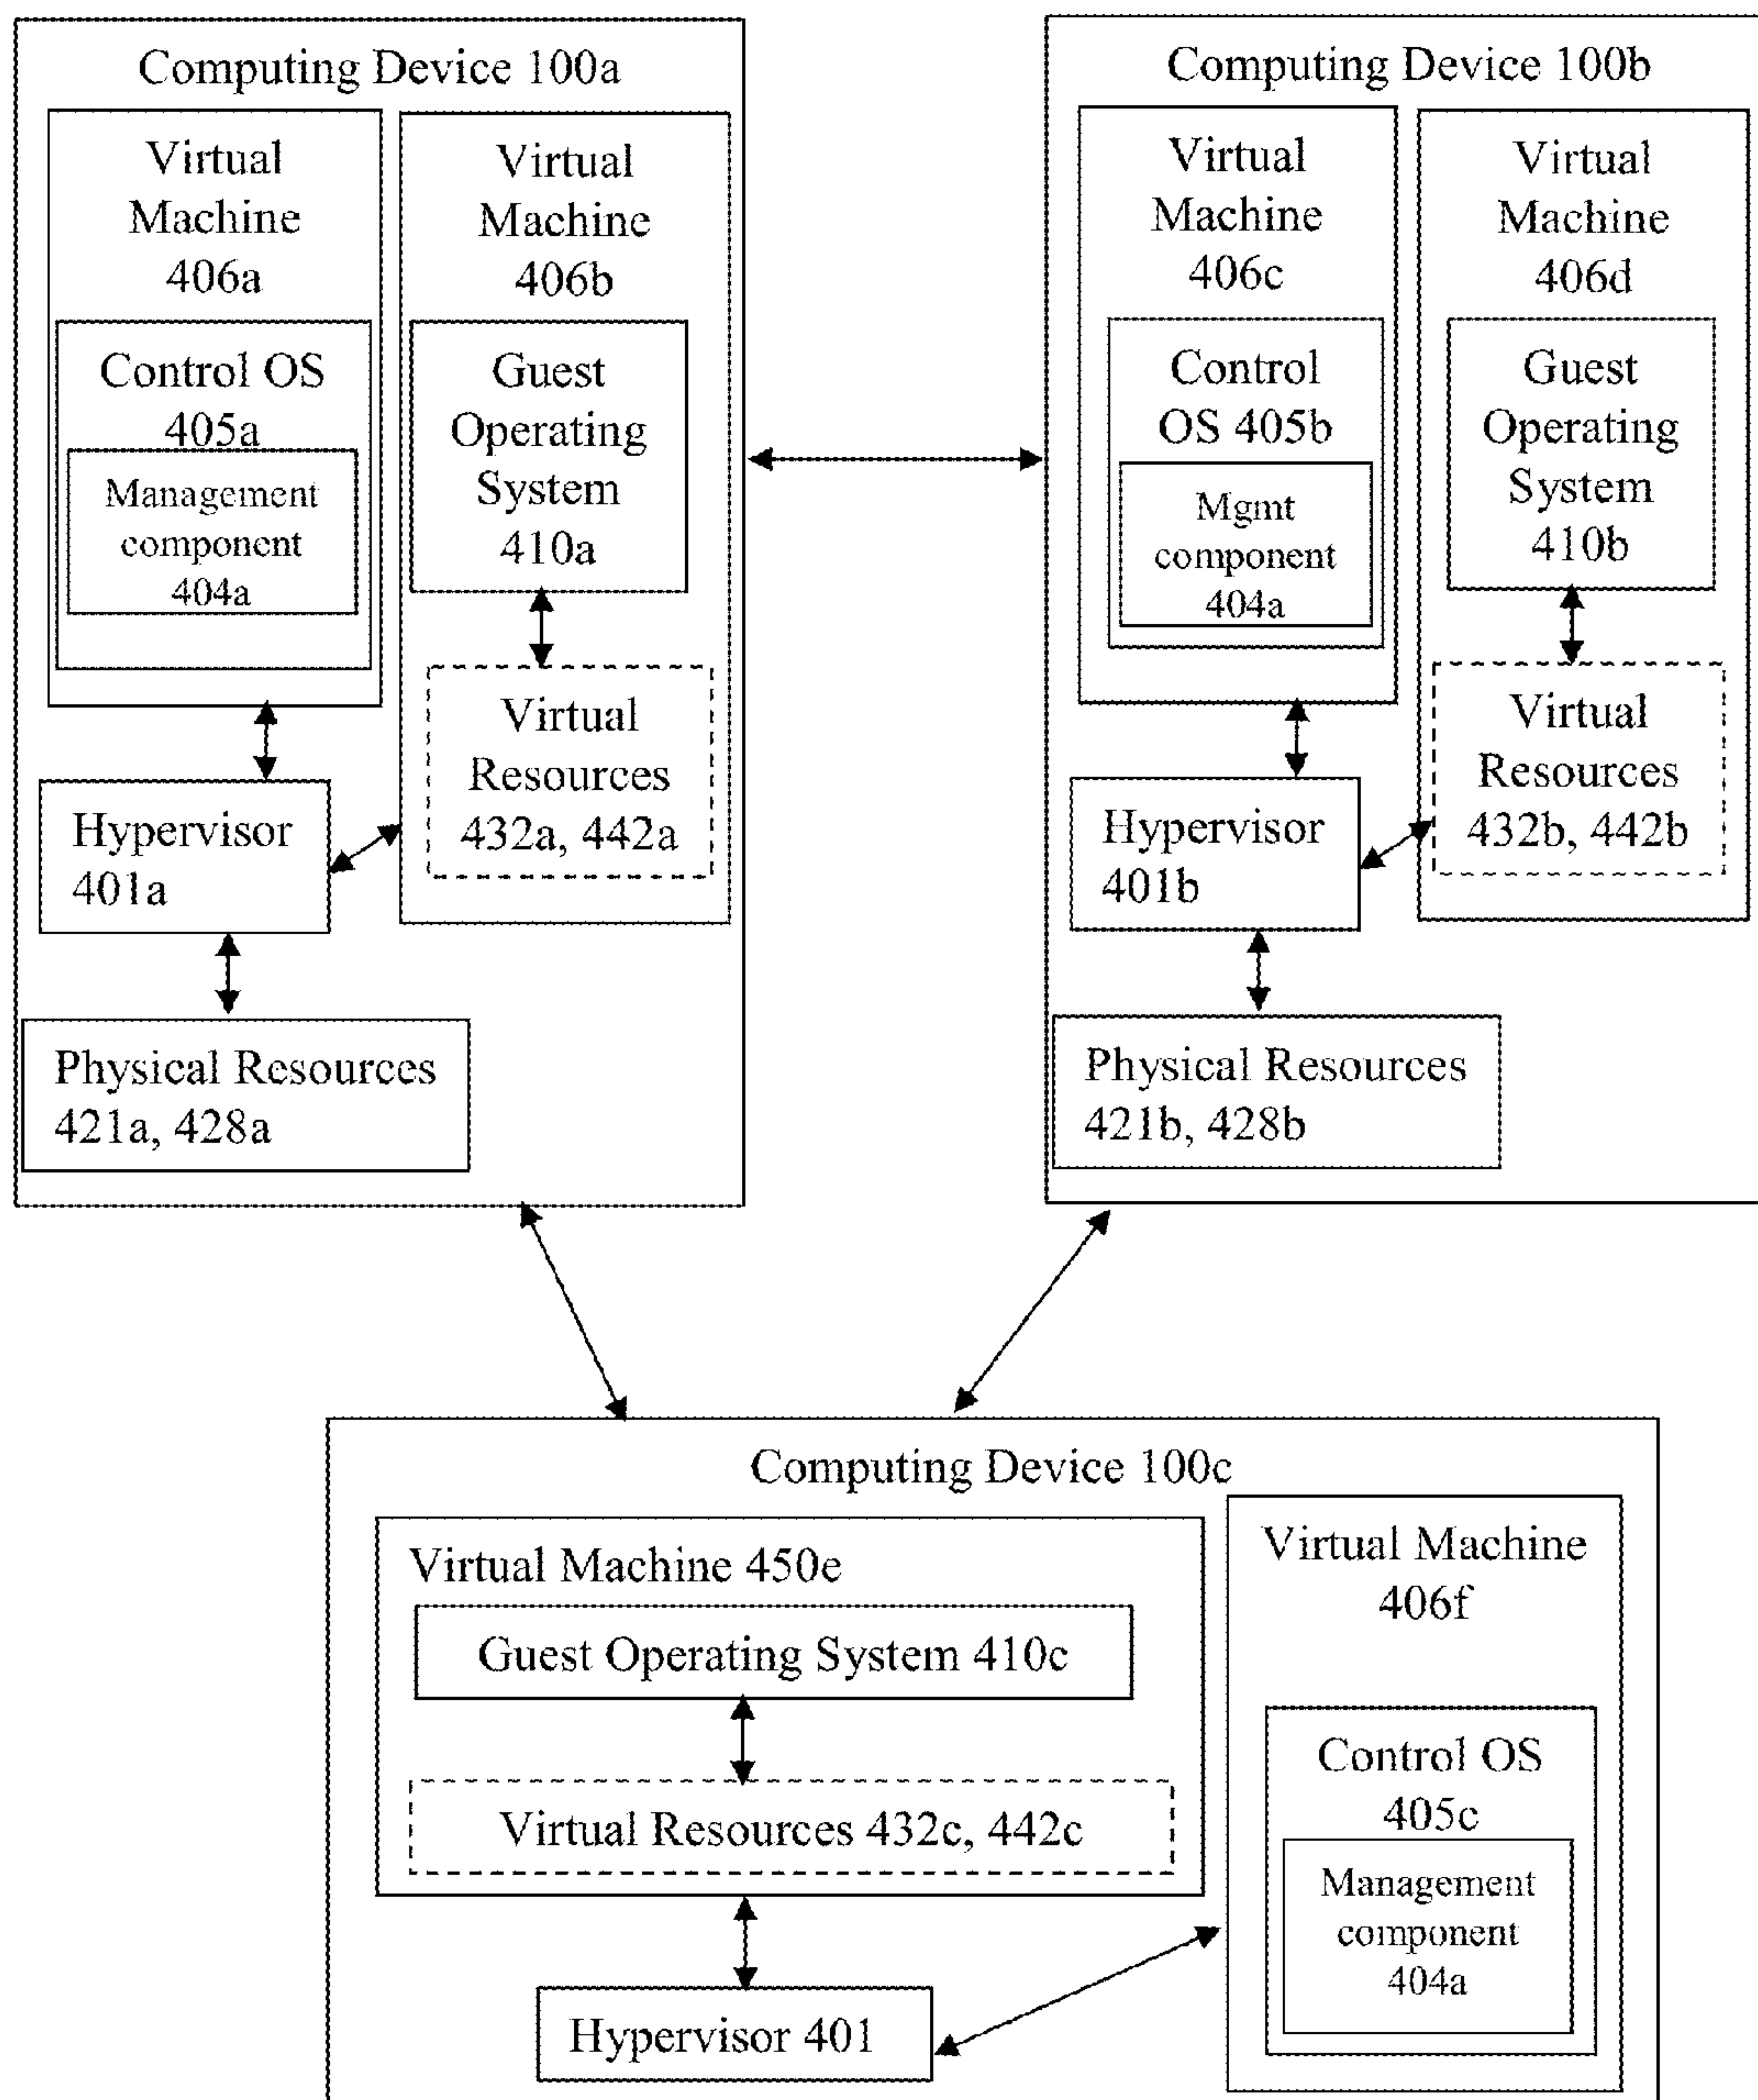 Computing Device 100a
Virtual
Machine
406a
Control OS
405a
Management
component
404a
Virtual
Machine
406b
Guest
Operating
System
410a
Virtual
Resources
432a, 442a
Hypervisor
401a
Physical Resources
421a, 428a
Computing Device 100b
Virtual
Machine
406c
Control
OS 405b
Mgmt
component
404a
Virtual
Machine
406d
Guest
Operating
System
410b
Virtual
Resources
432b, 442b
Hypervisor
401b
Physical Resources
421b, 428b
Computing Device 100c
Virtual Machine 450e
Guest Operating System 410c
Virtual Resources 432c, 442c
Hypervisor 401
Virtual Machine
406f
Control OS
405c
Management
component
404a